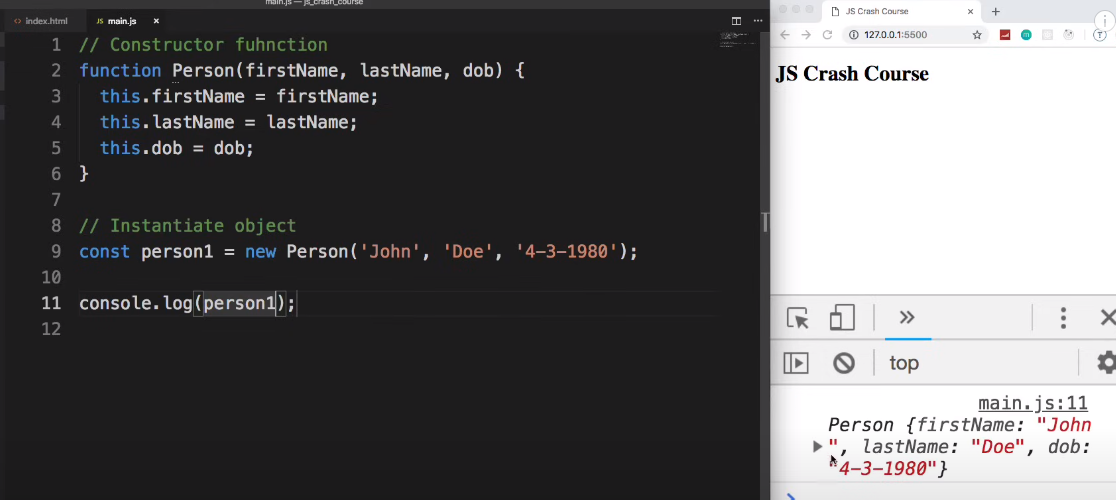 main.js — js_crash_course
index.html
JS main.js
1 // Constructor fuhnction
2 function Person(firstName, lastName, dob) {
3 this.firstName = firstName;
4 this.lastName = lastName;
5 this.dob = dob;
6 }
7
8 // Instantiate object
9 const person1 = new Person('John', 'Doe', '4-3-1980');
10
11 console.log(person1);
12
JS Crash Course
127.0.0.1:5500
JS Crash Course
top
main.js:11
Person {firstName: "John
", lastName: "Doe", dob:
"4-3-1980"}